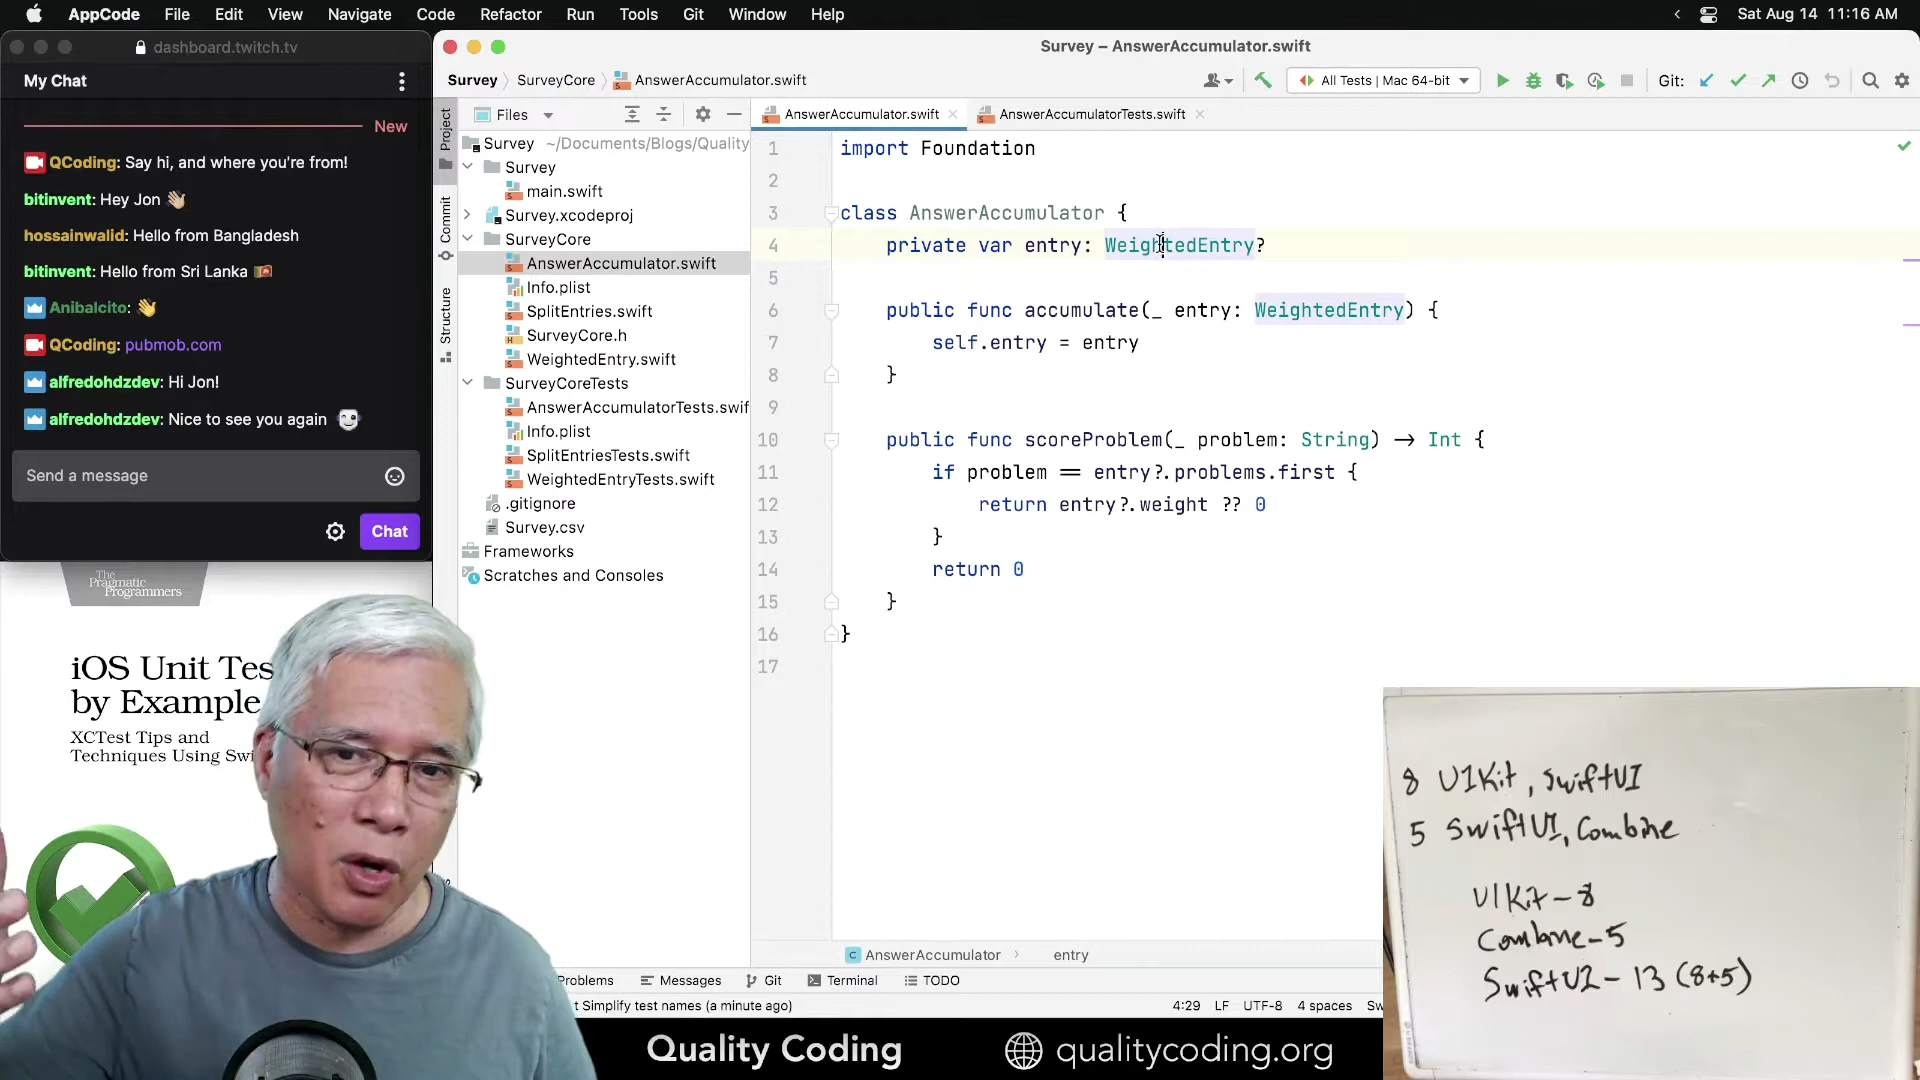 AppCode File Edit View Navigate Code Refactor Run Tools Git Window Help
Sat Aug 14 11:16 AM
dashboard.twitch.tv
My Chat
New
QCoding: Say hi, and where you're from!
bitinvent: Hey Jon 👋🏼
hossainwalid: Hello from Bangladesh
bitinvent: Hello from Sri Lanka 🇱🇰
Anibalcito: 👋
QCoding: pubmob.com
alfredohdzdev: Hi Jon!
alfredohdzdev: Nice to see you again
Send a message
Chat
The
Pragmatic
Programmers
iOS Unit Tes
by Example
XCTest Tips and
Techniques Using Swi
Survey – AnswerAccumulator.swift
Survey SurveyCore AnswerAccumulator.swift
All Tests | Mac 64-bit
Git:
Project
Commit
Structure
Files
Survey ~/Documents/Blogs/Quality
Survey
main.swift
Survey.xcodeproj
SurveyCore
AnswerAccumulator.swift
Info.plist
SplitEntries.swift
SurveyCore.h
WeightedEntry.swift
SurveyCoreTests
AnswerAccumulatorTests.swif
Info.plist
SplitEntriesTests.swift
WeightedEntryTests.swift
.gitignore
Survey.csv
Frameworks
Scratches and Consoles
AnswerAccumulator.swift AnswerAccumulatorTests.swift
1 import Foundation
2
3 class AnswerAccumulator {
4 private var entry: WeightedEntry?
5
6 public func accumulate(_ entry: WeightedEntry) {
7 self.entry = entry
8 }
9
10 public func scoreProblem(_ problem: String) -> Int {
11 if problem == entry?.problems.first {
12 return entry?.weight ?? 0
13 }
14 return 0
15 }
16 }
17
AnswerAccumulator entry
Problems Messages Git Terminal TODO
t Simplify test names (a minute ago)
4:29 LF UTF-8 4 spaces Sw
8 UIKit, SwiftUI
5 SwiftUI, Combine
UIKit - 8
Combine - 5
SwiftUI - 13 (8+5)
Quality Coding
qualitycoding.org